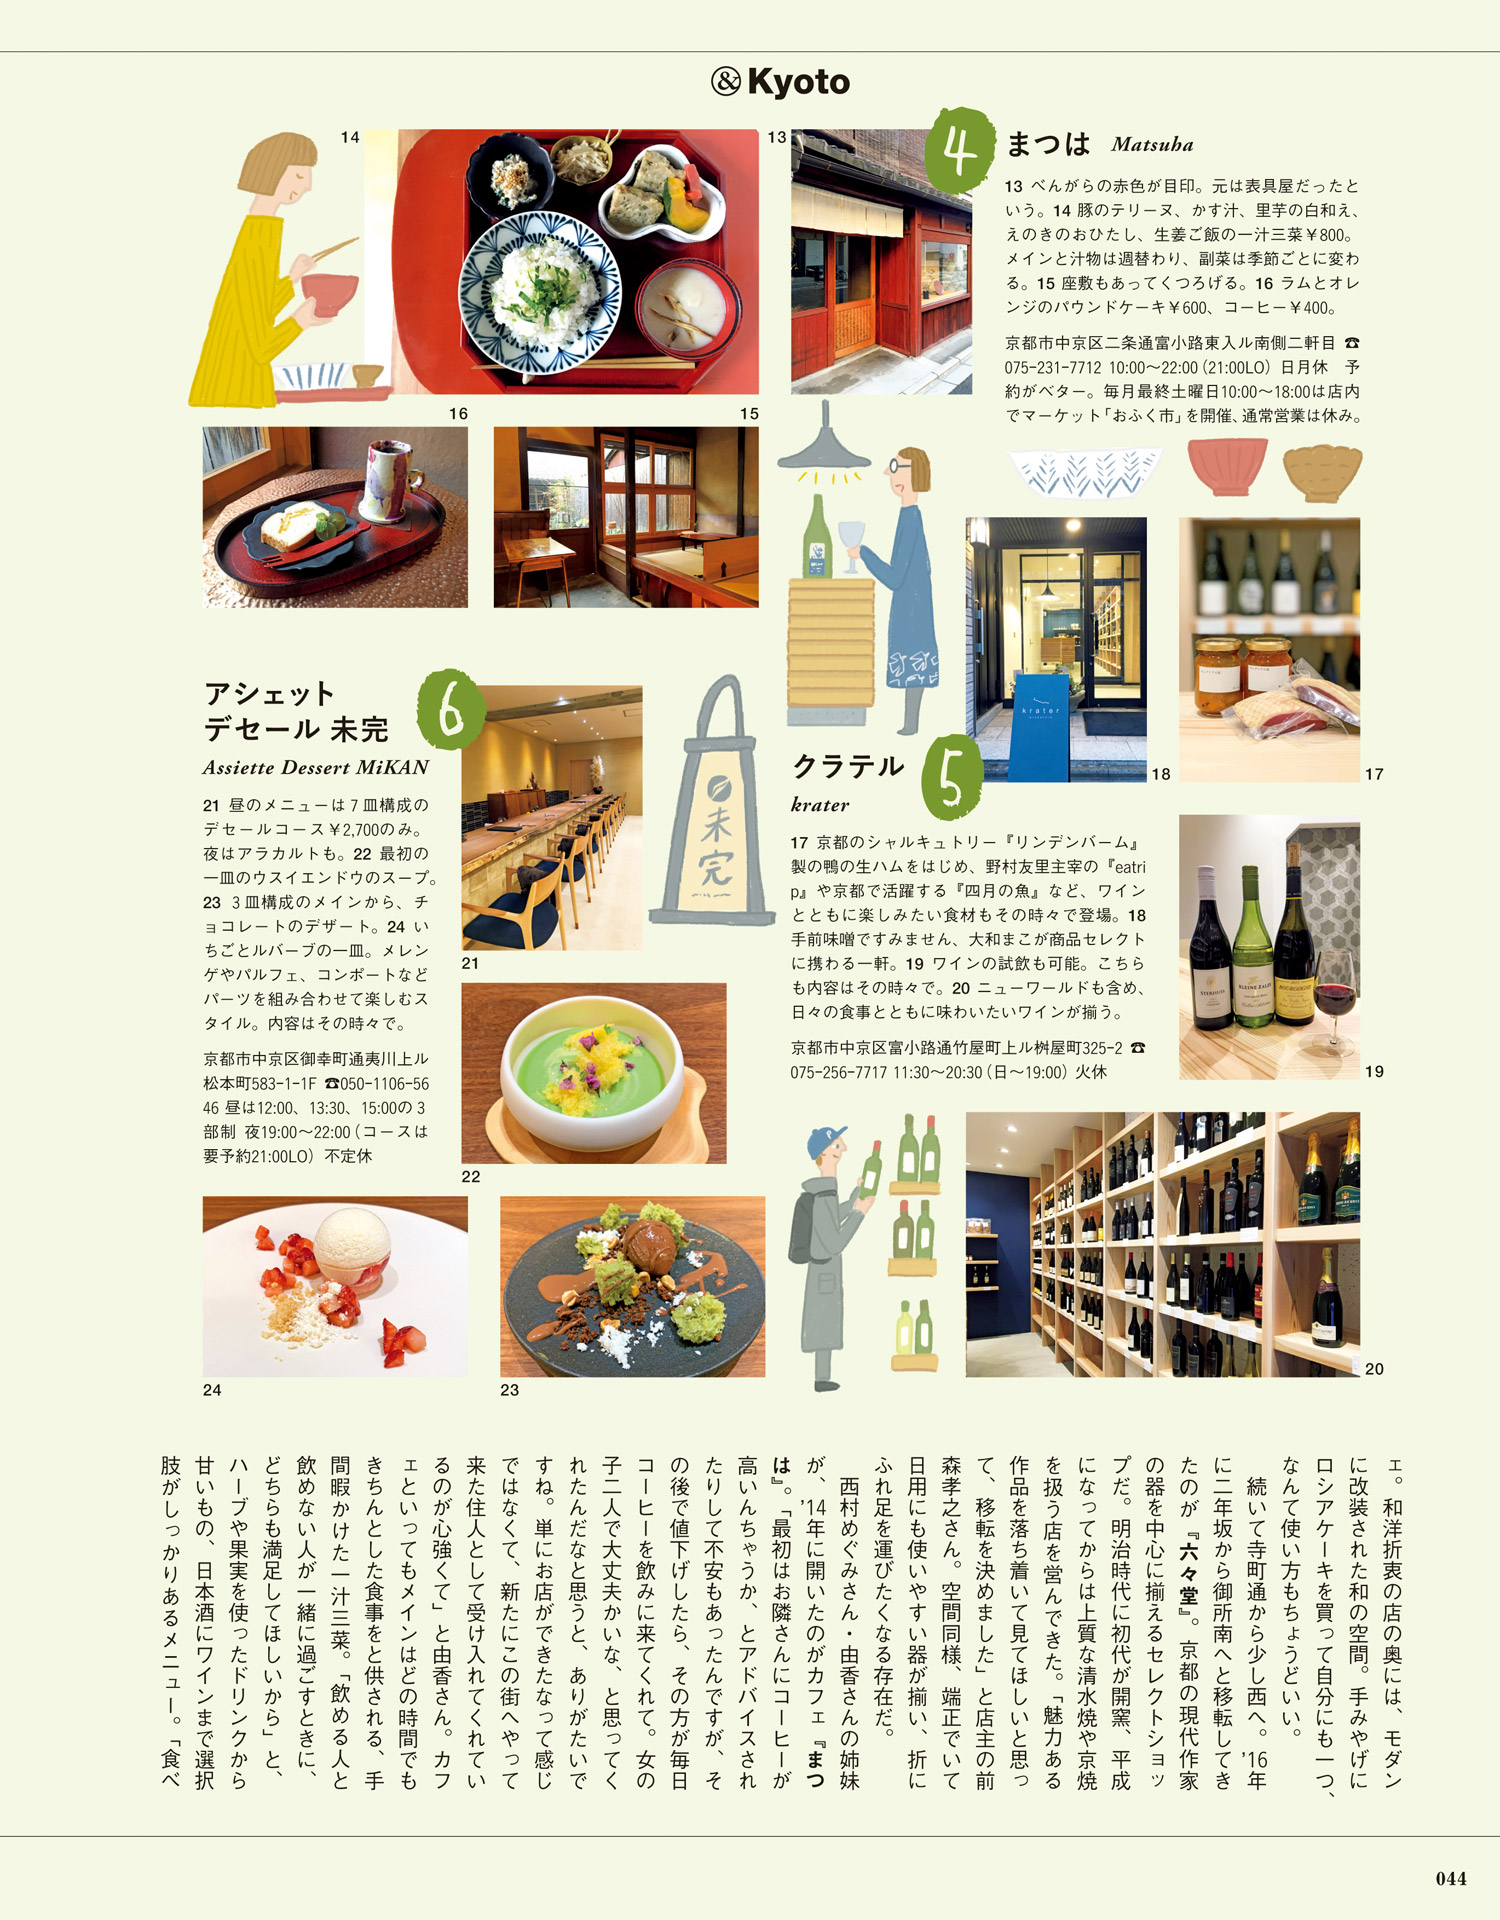 &Kyoto
14
13
4
まつは Matsuha
13 べんがらの赤色が目印。元は表具屋だったと
いう。14 豚のテリーヌ、かす汁、里芋の白和え、
えのきのおひたし、生姜ご飯の一汁三菜￥800。
メインと汁物は週替わり、副菜は季節ごとに変わ
る。15 座敷もあってくつろげる。16 ラムとオレ
ンジのパウンドケーキ￥600、コーヒー￥400。
京都市中京区二条通富小路東入ル南側二軒目 ☎
075-231-7712 10:00〜22:00（21:00LO）日月休　予
約がベター。毎月最終土曜日10:00〜18:00は店内
でマーケット「おふく市」を開催、通常営業は休み。
16
15
18
17
krater
アシェット
デセール 未完
6
Assiette Dessert MiKAN
21 昼のメニューは７皿構成の
デセールコース￥2,700のみ。
夜はアラカルトも。22 最初の
一皿のウスイエンドウのスープ。
23 ３皿構成のメインから、チ
ョコレートのデザート。24 い
ちごとルバーブの一皿。メレン
ゲやパルフェ、コンポートなど
パーツを組み合わせて楽しむス
タイル。内容はその時々で。
京都市中京区御幸町通夷川上ル
松本町583-1-1F ☎050-1106-56
46 昼は12:00、13:30、15:00の３
部制 夜19:00〜22:00（コースは
要予約21:00LO）不定休
未完
21
22
24
23
クラテル
5
krater
17 京都のシャルキュトリー『リンデンバーム』
製の鴨の生ハムをはじめ、野村友里主宰の『eatri
p』や京都で活躍する『四月の魚』など、ワイン
とともに楽しみたい食材もその時々で登場。18
手前味噌ですみません、大和まこが商品セレクト
に携わる一軒。19 ワインの試飲も可能。こちら
も内容はその時々で。20 ニューワールドも含め、
日々の食事とともに味わいたいワインが揃う。
京都市中京区富小路通竹屋町上ル桝屋町325-2 ☎
075-256-7717 11:30〜20:30（日〜19:00）火休
KLEINE ZALZE
BOURGOGNE
19
20
ェ。和洋折衷の店の奥には、モダン
に改装された和の空間。手みやげに
ロシアケーキを買って自分にも一つ、
なんて使い方もちょうどいい。
　続いて寺町通から少し西へ。’16年
に二年坂から御所南へと移転してき
たのが『六々堂』。京都の現代作家
の器を中心に揃えるセレクトショッ
プだ。明治時代に初代が開窯、平成
になってからは上質な清水焼や京焼
を扱う店を営んできた。「魅力ある
作品を落ち着いて見てほしいと思っ
て、移転を決めました」と店主の前
森孝之さん。空間同様、端正でいて
日用にも使いやすい器が揃い、折に
ふれ足を運びたくなる存在だ。
　西村めぐみさん・由香さんの姉妹
が、’14年に開いたのがカフェ『まつ
は』。「最初はお隣さんにコーヒーが
高いんちゃうか、とアドバイスされ
たりして不安もあったんですが、そ
の後で値下げしたら、その方が毎日
コーヒーを飲みに来てくれて。女の
子二人で大丈夫かいな、と思ってく
れたんだなと思うと、ありがたいで
すね。単にお店ができたなって感じ
ではなくて、新たにこの街へやって
来た住人として受け入れてくれてい
るのが心強くて」と由香さん。カフ
ェといってもメインはどの時間でも
きちんとした食事をと供される、手
間暇かけた一汁三菜。「飲める人と
飲めない人が一緒に過ごすときに、
どちらも満足してほしいから」と、
ハーブや果実を使ったドリンクから
甘いもの、日本酒にワインまで選択
肢がしっかりあるメニュー。「食べ
044